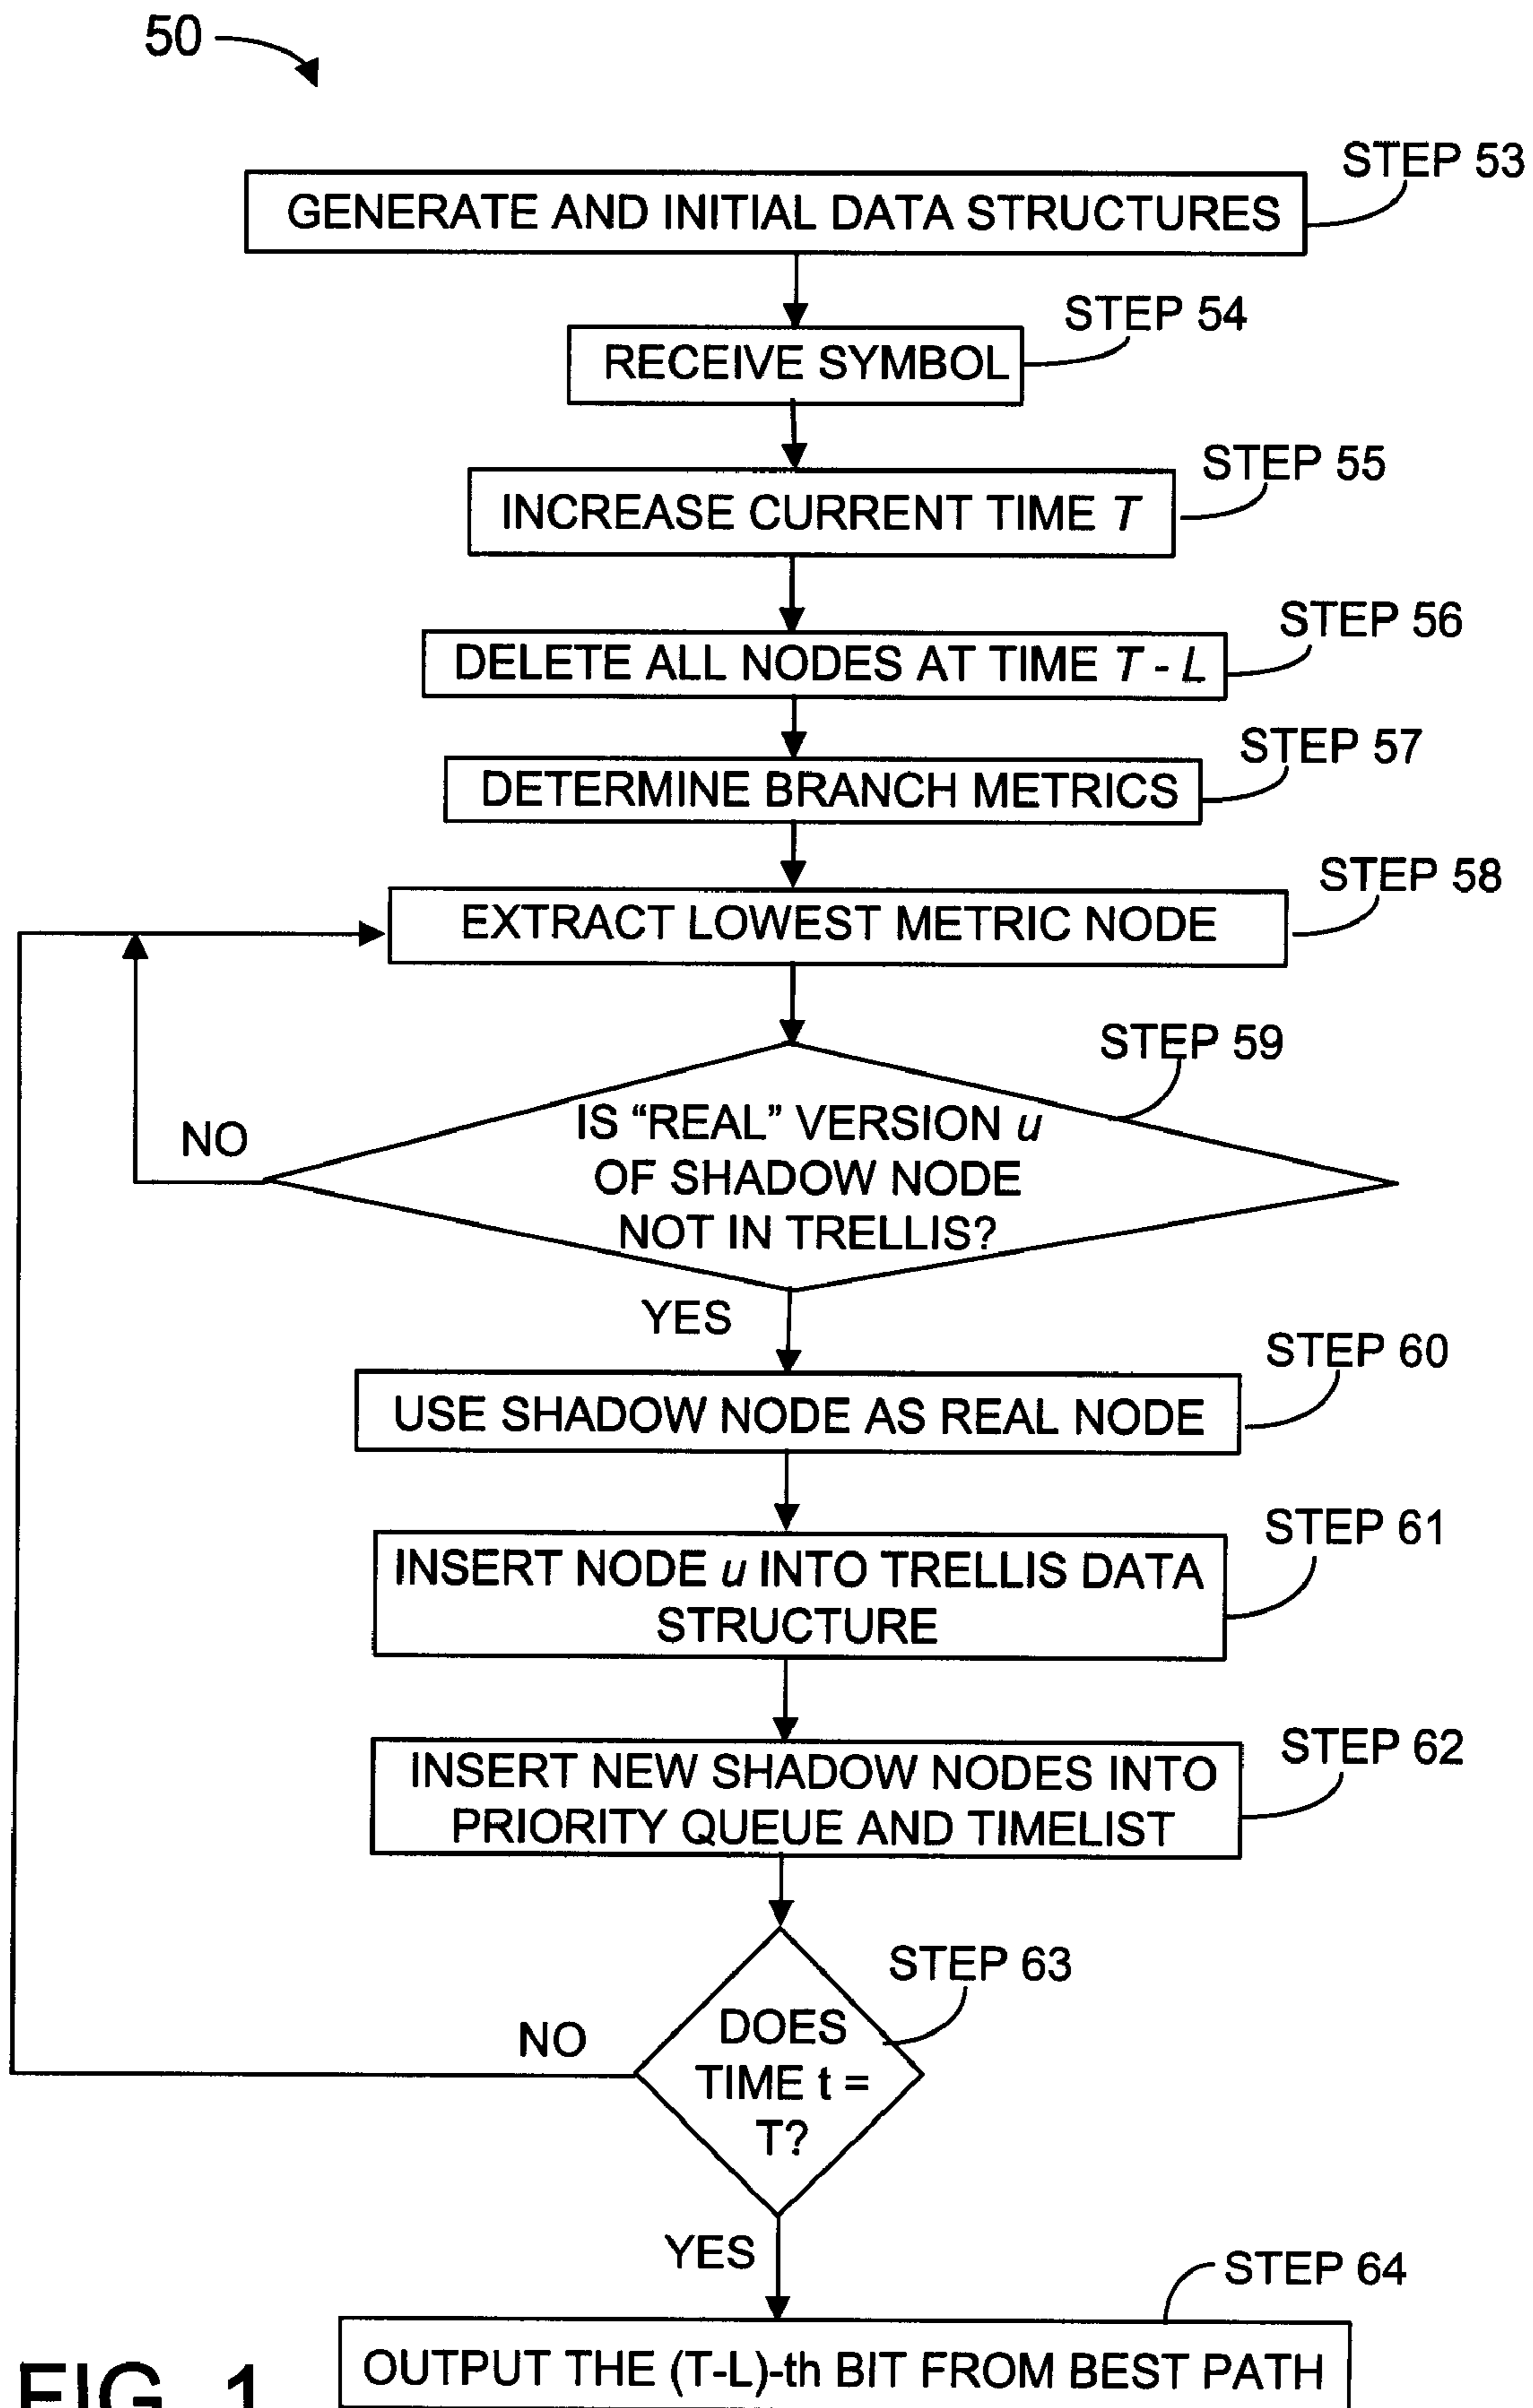 50
STEP 53
GENERATE AND INITIAL DATA STRUCTURES
STEP 54
RECEIVE SYMBOL
STEP 55
INCREASE CURRENT TIME T
STEP 56
DELETE ALL NODES AT TIME T - L
STEP 57
DETERMINE BRANCH METRICS
STEP 58
EXTRACT LOWEST METRIC NODE
STEP 59
IS “REAL” VERSION u
OF SHADOW NODE
NOT IN TRELLIS?
NO
YES
STEP 60
USE SHADOW NODE AS REAL NODE
STEP 61
INSERT NODE u INTO TRELLIS DATA
STRUCTURE
STEP 62
INSERT NEW SHADOW NODES INTO
PRIORITY QUEUE AND TIMELIST
STEP 63
DOES
TIME t =
T?
NO
YES
STEP 64
OUTPUT THE (T-L)-th BIT FROM BEST PATH
FIG. 1